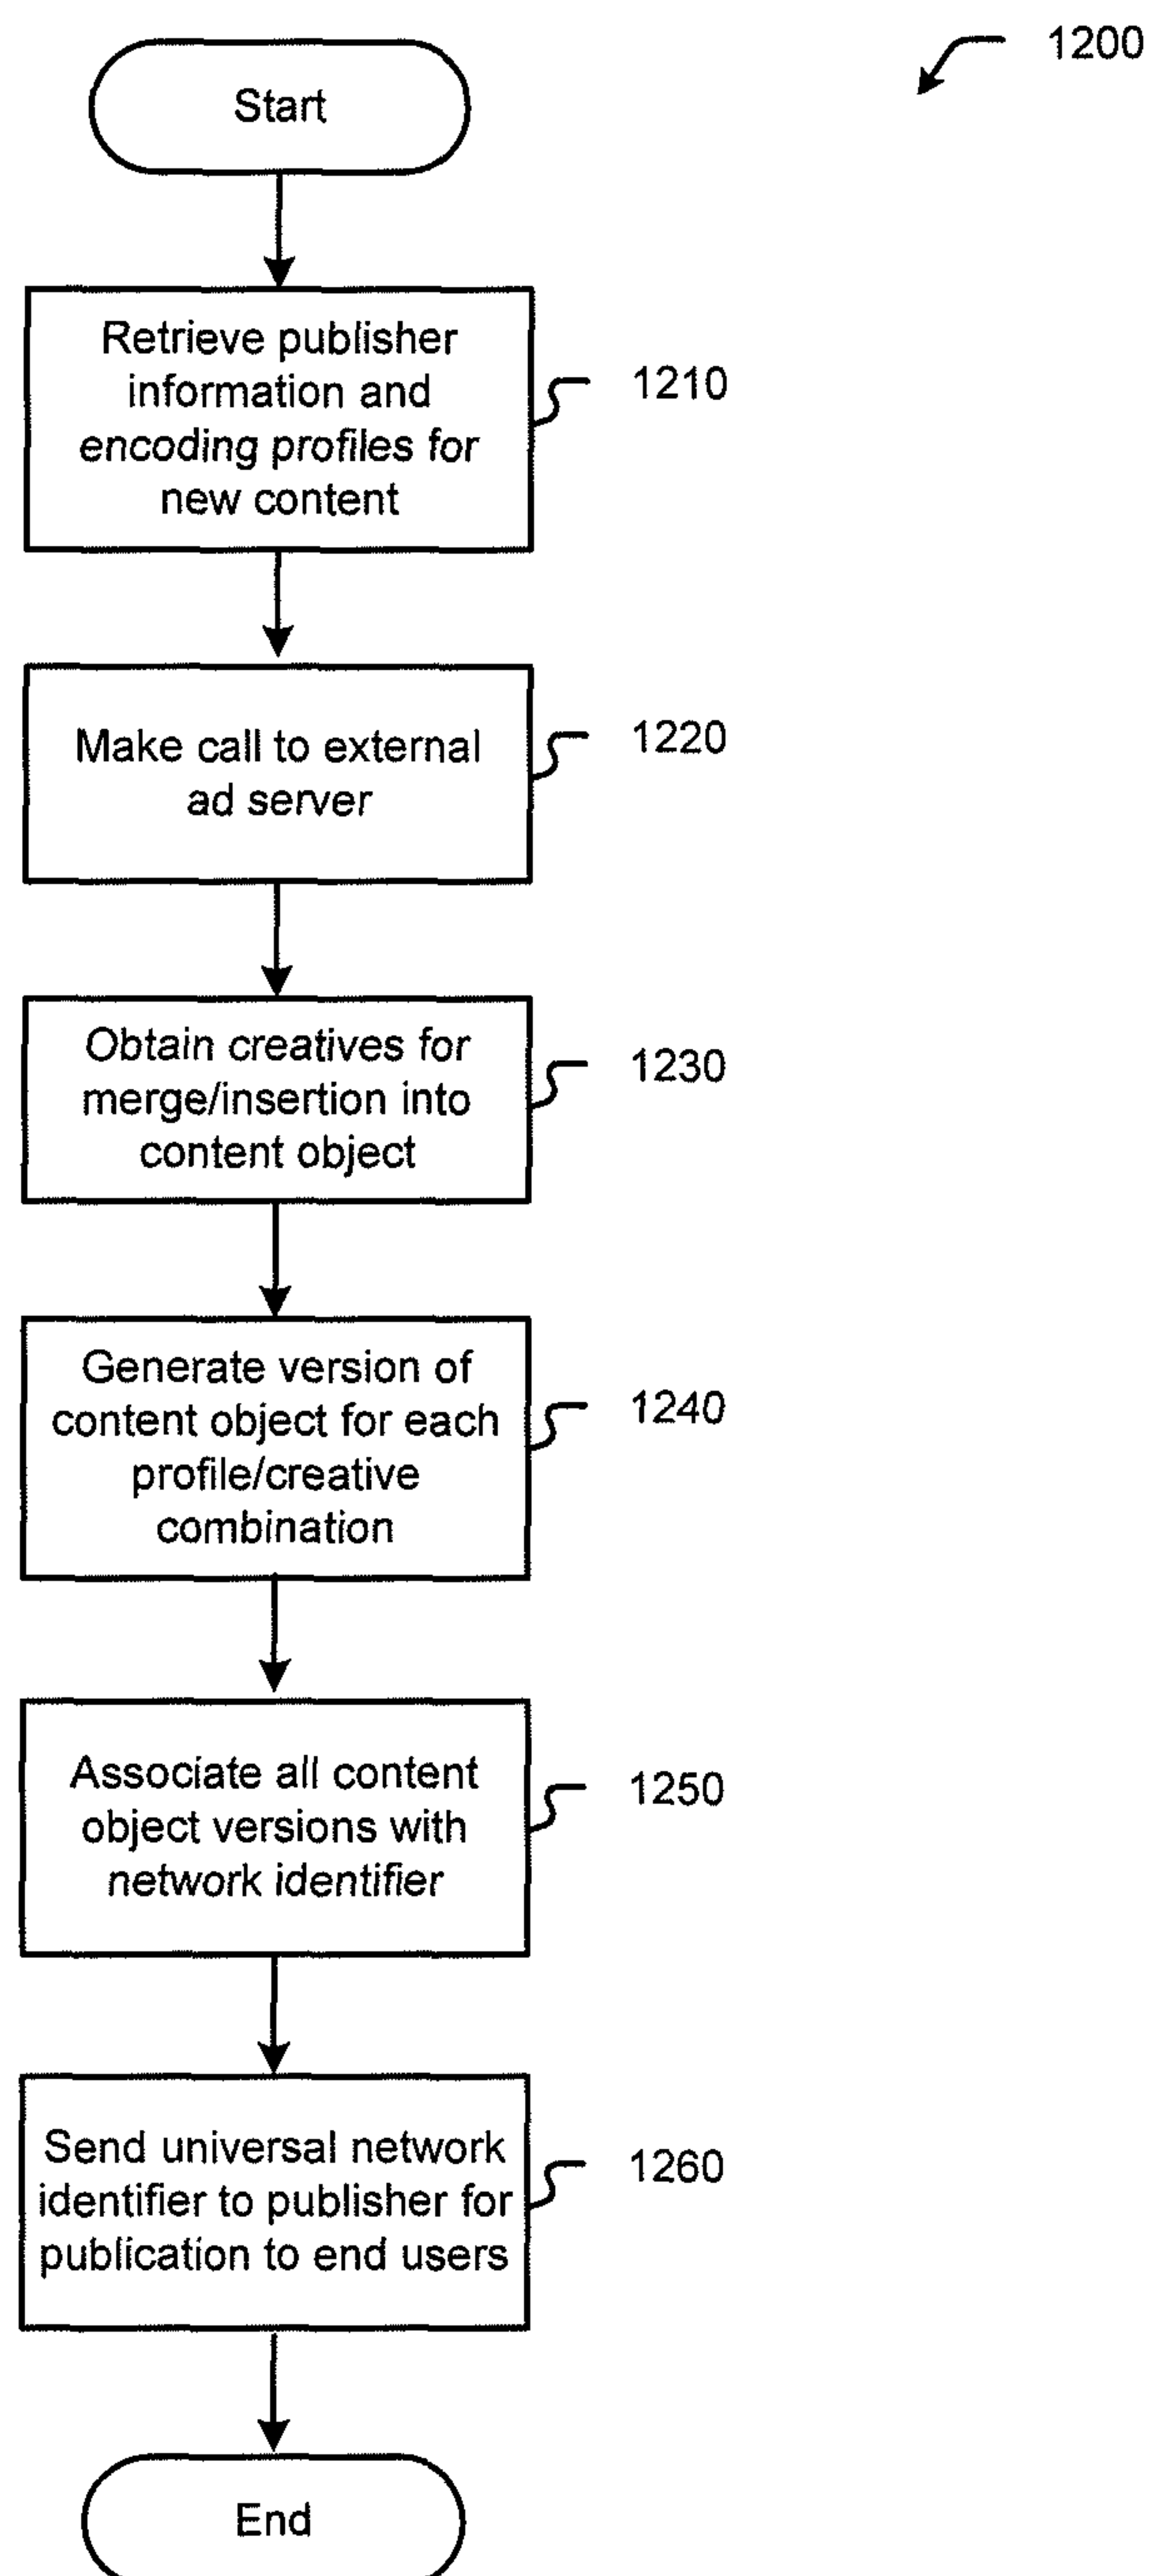 1200
Start
Retrieve publisher
information and
encoding profiles for
new content
1210
Make call to external
ad server
1220
Obtain creatives for
merge/insertion into
content object
1230
Generate version of
content object for each
profile/creative
combination
1240
Associate all content
object versions with
network identifier
1250
Send universal network
identifier to publisher for
publication to end users
1260
End